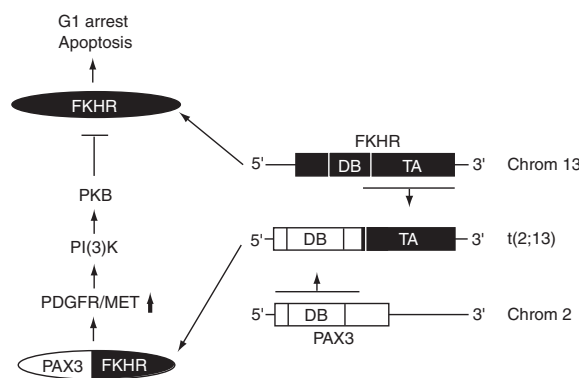 G1 arrest
Apoptosis
FKHR
PKB
PI(3)K
PDGFR/MET
PAX3 FKHR
FKHR
5' DB TA 3' Chrom 13
5' DB TA 3' t(2;13)
5' DB 3' Chrom 2
PAX3